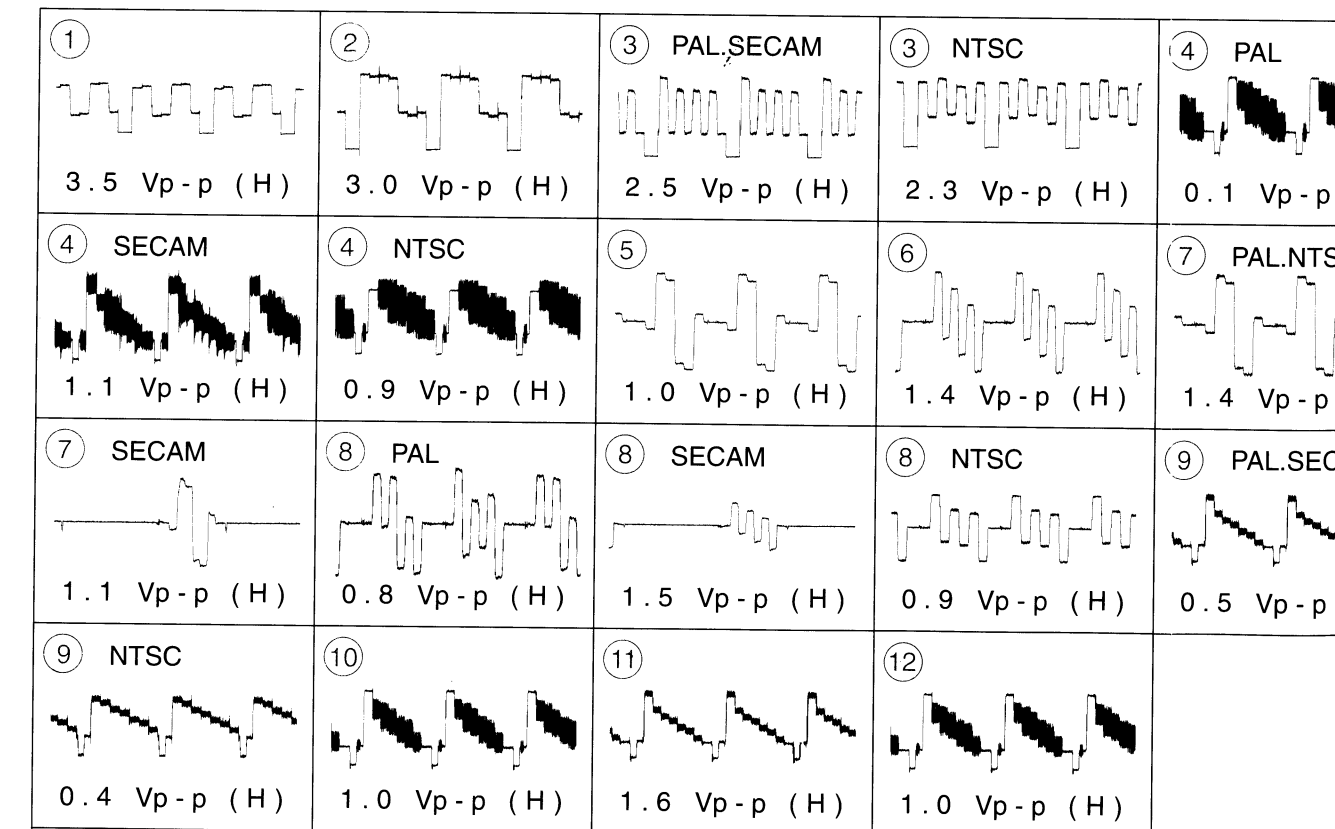 ① ② ③ PAL.SECAM ③ NTSC ④ PAL
3.5 Vp-p (H) 3.0 Vp-p (H) 2.5 Vp-p (H) 2.3 Vp-p (H) 0.1 Vp-p
④ SECAM ④ NTSC ⑤ ⑥ ⑦ PAL.NTS
1.1 Vp-p (H) 0.9 Vp-p (H) 1.0 Vp-p (H) 1.4 Vp-p (H) 1.4 Vp-p
⑦ SECAM ⑧ PAL ⑧ SECAM ⑧ NTSC ⑨ PAL.SEC
1.1 Vp-p (H) 0.8 Vp-p (H) 1.5 Vp-p (H) 0.9 Vp-p (H) 0.5 Vp-p
⑨ NTSC ⑩ ⑪ ⑫
0.4 Vp-p (H) 1.0 Vp-p (H) 1.6 Vp-p (H) 1.0 Vp-p (H)